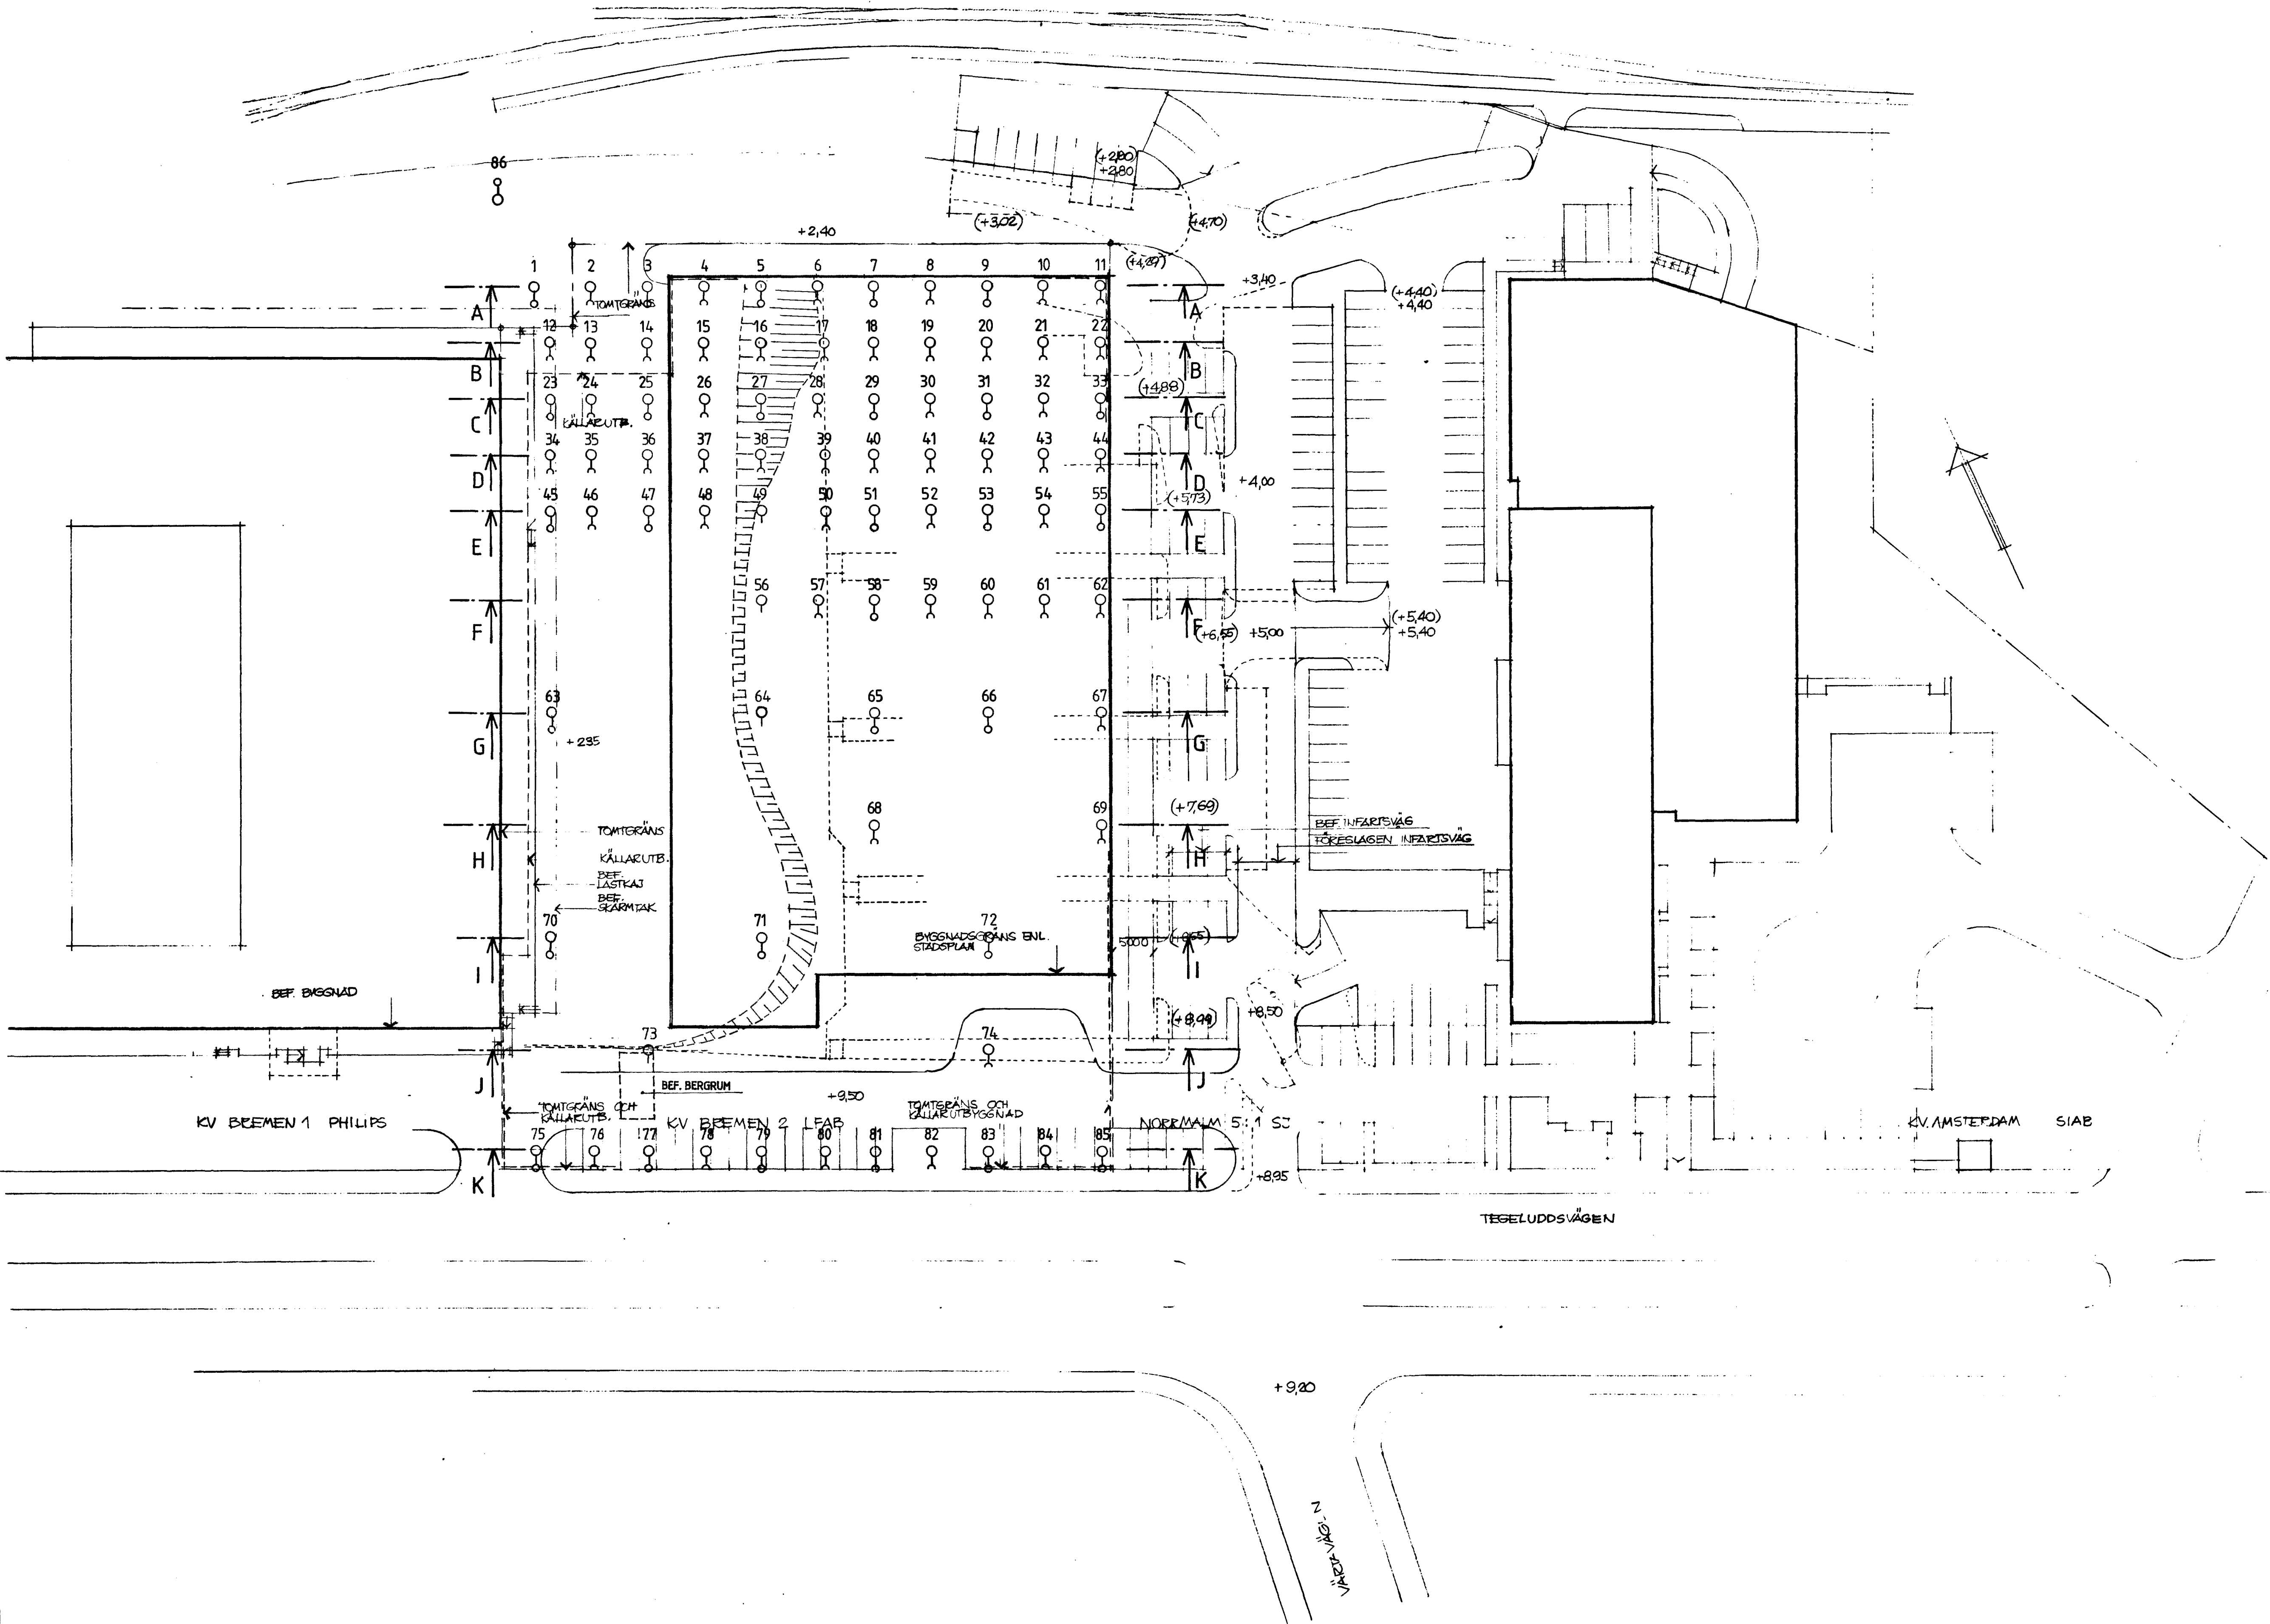 86
(+2,80)
+2,80
(+3,02)
(+4,70)
+2,40
1 2 3 4 5 6 7 8 9 10 11
(+4,29)
+3,40
(+4,40)
+4,40
TOMTGRÄNS
A A
12 13 14 15 16 17 18 19 20 21 22
B B
23 24 25 26 27 28 29 30 31 32 33
(+4,88)
KÄLLARUTB.
C C
34 35 36 37 38 39 40 41 42 43 44
D D
+4,00
(+5,73)
45 46 47 48 49 50 51 52 53 54 55
E E
56 57 58 59 60 61 62
F F
(+6,55) +5,00
(+5,40)
+5,40
63 64 65 66 67
G G
+ 2,35
68 69
(+7,69)
TOMTGRÄNS
BEF. INFARTSVÄG
FÖRESLAGEN INFARTSVÄG
H H
KÄLLARUTB.
BEF.
LASTKAJ
BEF.
SKÄRMTAK
70 71 72
BYGGNADSGRÄNS ENL.
STADSPLAN
5000
I I
BEF. BYGGNAD
+8,50
73 74
J J
BEF. BERGRUM
+9,50
TOMTGRÄNS OCH
KÄLLARUTB.
TOMTGRÄNS OCH
KÄLLARUTBYGGNAD
KV BREMEN 1 PHILIPS
KV BREMEN 2 LFAB
NORRMALM 5:1 SJ
KV. AMSTERDAM SIAB
75 76 77 78 79 80 81 82 83 84 85
K K
+8,95
TEGELUDDSVÄGEN
+9,20
VÄRTAVÄGEN